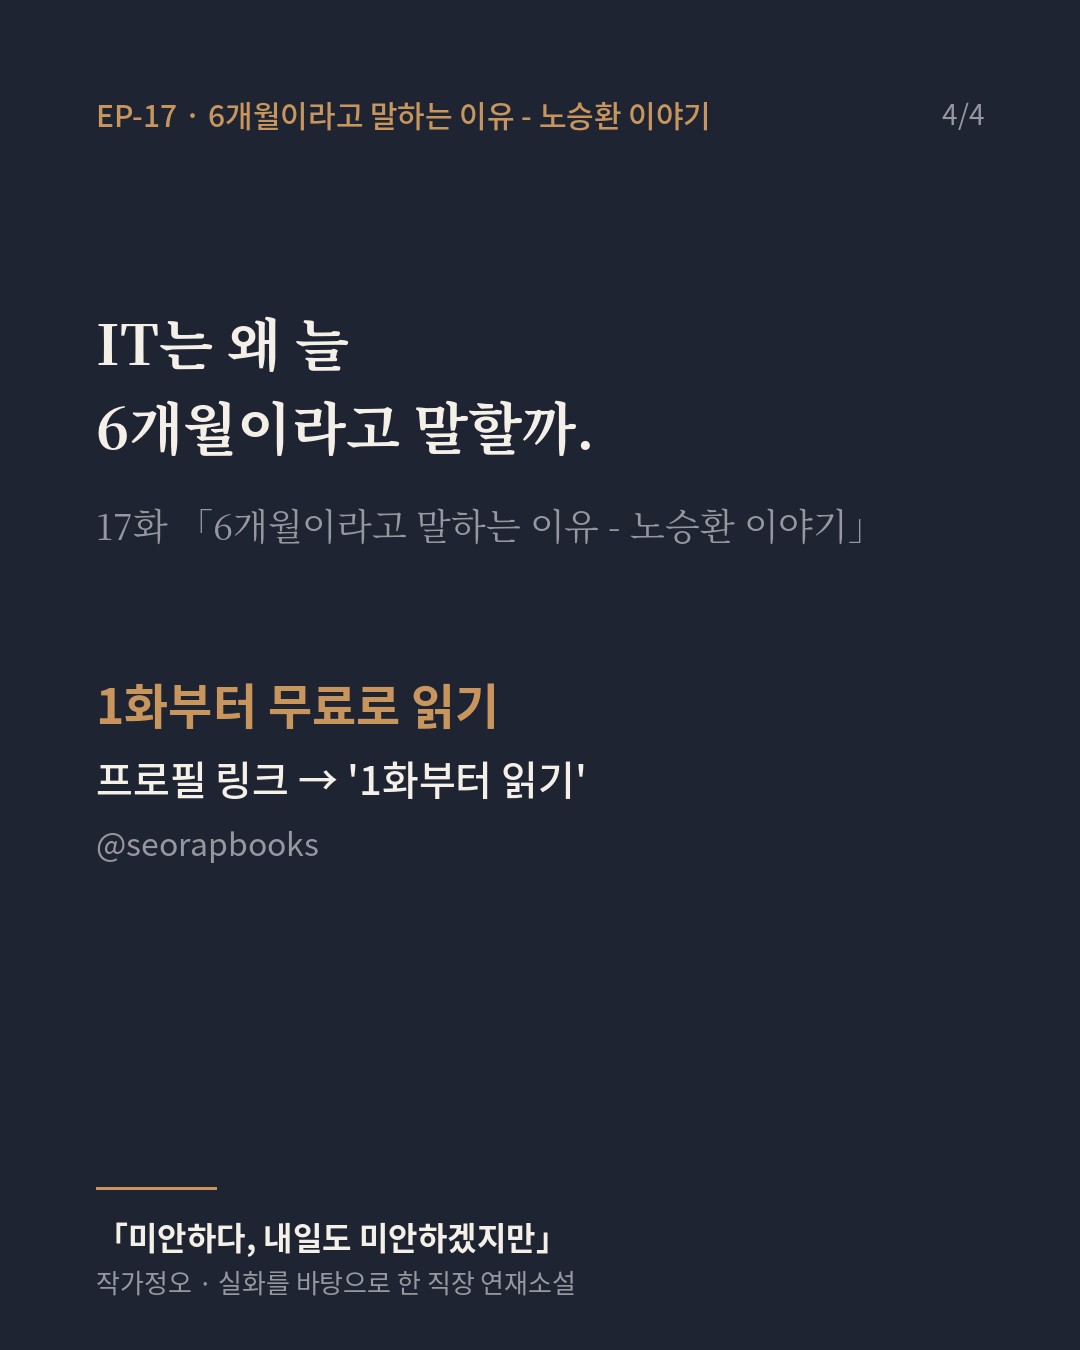 EP-17 · 6개월이라고 말하는 이유 - 노승환 이야기
4/4
IT는 왜 늘
6개월이라고 말할까.
17화 「6개월이라고 말하는 이유 - 노승환 이야기」
1화부터 무료로 읽기
프로필 링크 → '1화부터 읽기'
@seorapbooks
「미안하다, 내일도 미안하겠지만」
작가정오 · 실화를 바탕으로 한 직장 연재소설